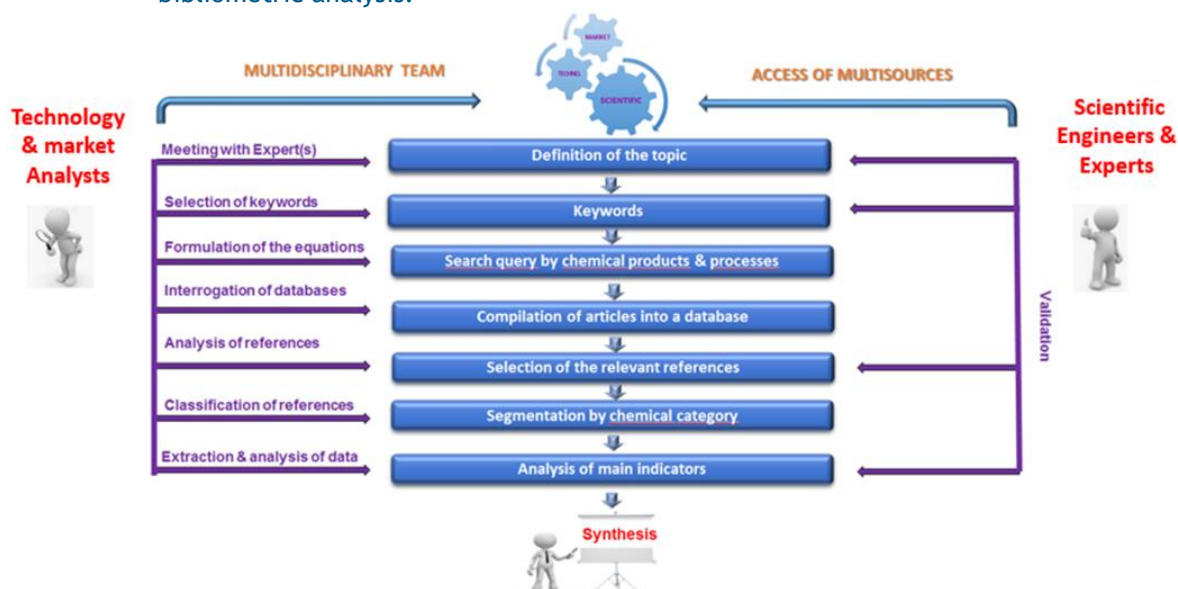 bibliometric analysis.
MARKET
TECHNO.
SCIENTIFIC
MULTIDISCIPLINARY TEAM
ACCESS OF MULTISOURCES
Technology
& market
Analysts
Scientific
Engineers &
Experts
Meeting with Expert(s)
Definition of the topic
Selection of keywords
Keywords
Formulation of the equations
Search query by chemical products & processes
Interrogation of databases
Compilation of articles into a database
Analysis of references
Selection of the relevant references
Classification of references
Segmentation by chemical category
Extraction & analysis of data
Analysis of main indicators
Validation
Synthesis